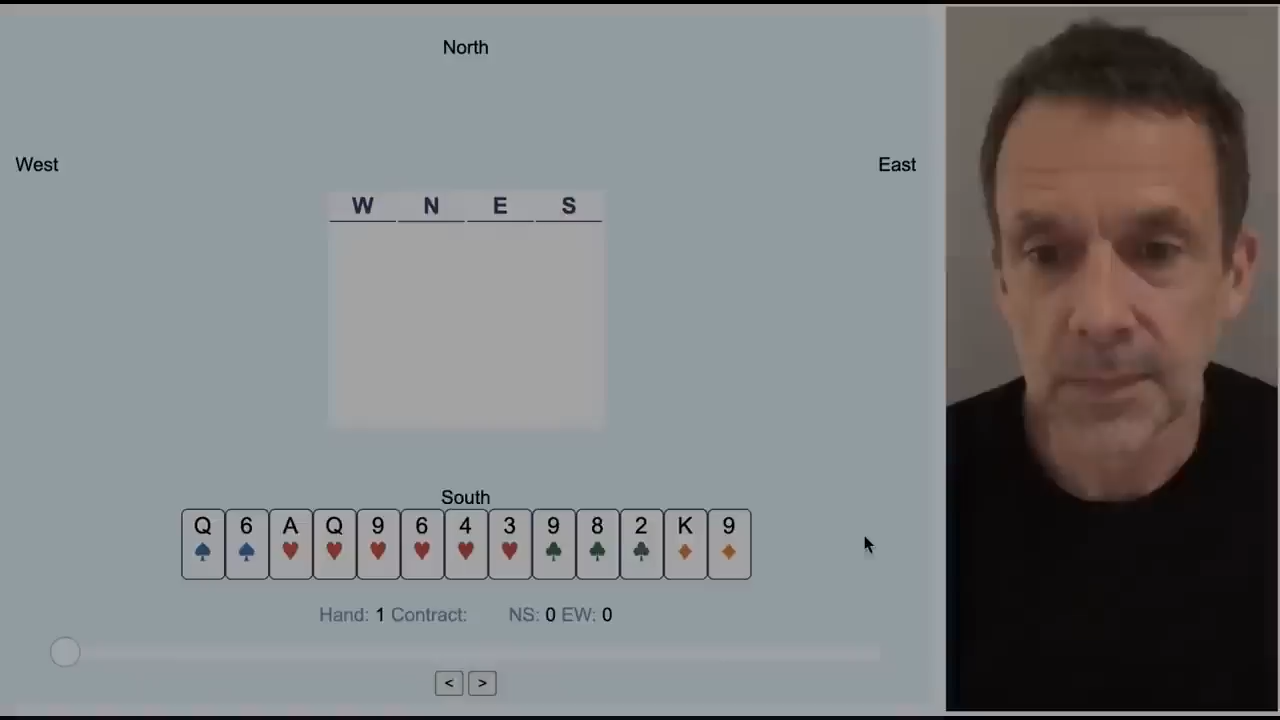 North
West
East
W N E S
South
Q 6 A Q 9 6 4 3 9 8 2 K 9
♠ ♠ ♥ ♥ ♥ ♥ ♥ ♥ ♣ ♣ ♣ ♦ ♦
Hand: 1 Contract: NS: 0 EW: 0
< >